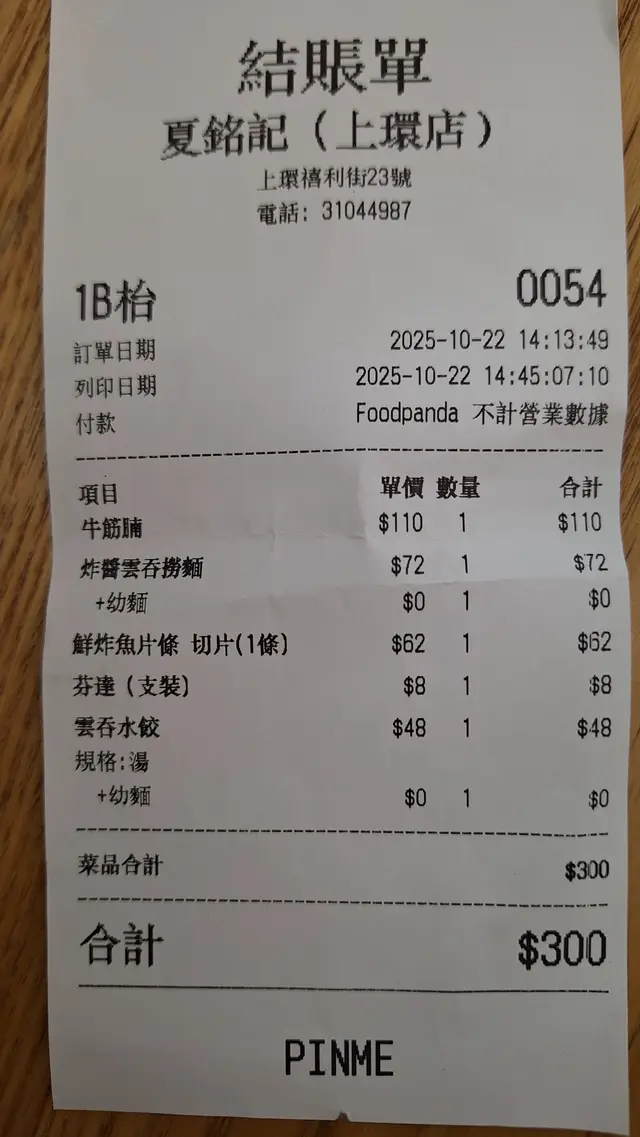 結賬單
夏銘記（上環店）
上環禧利街23號
電話: 31044987
1B枱 0054
訂單日期 2025-10-22 14:13:49
列印日期 2025-10-22 14:45:07:10
付款 Foodpanda 不計營業數據
項目 單價 數量 合計
牛筋腩 $110 1 $110
炸醬雲吞撈麵 $72 1 $72
+幼麵 $0 1 $0
鮮炸魚片條 切片(1條) $62 1 $62
芬達（支裝） $8 1 $8
雲吞水餃 $48 1 $48
規格:湯
+幼麵 $0 1 $0
菜品合計 $300
合計 $300
PINME